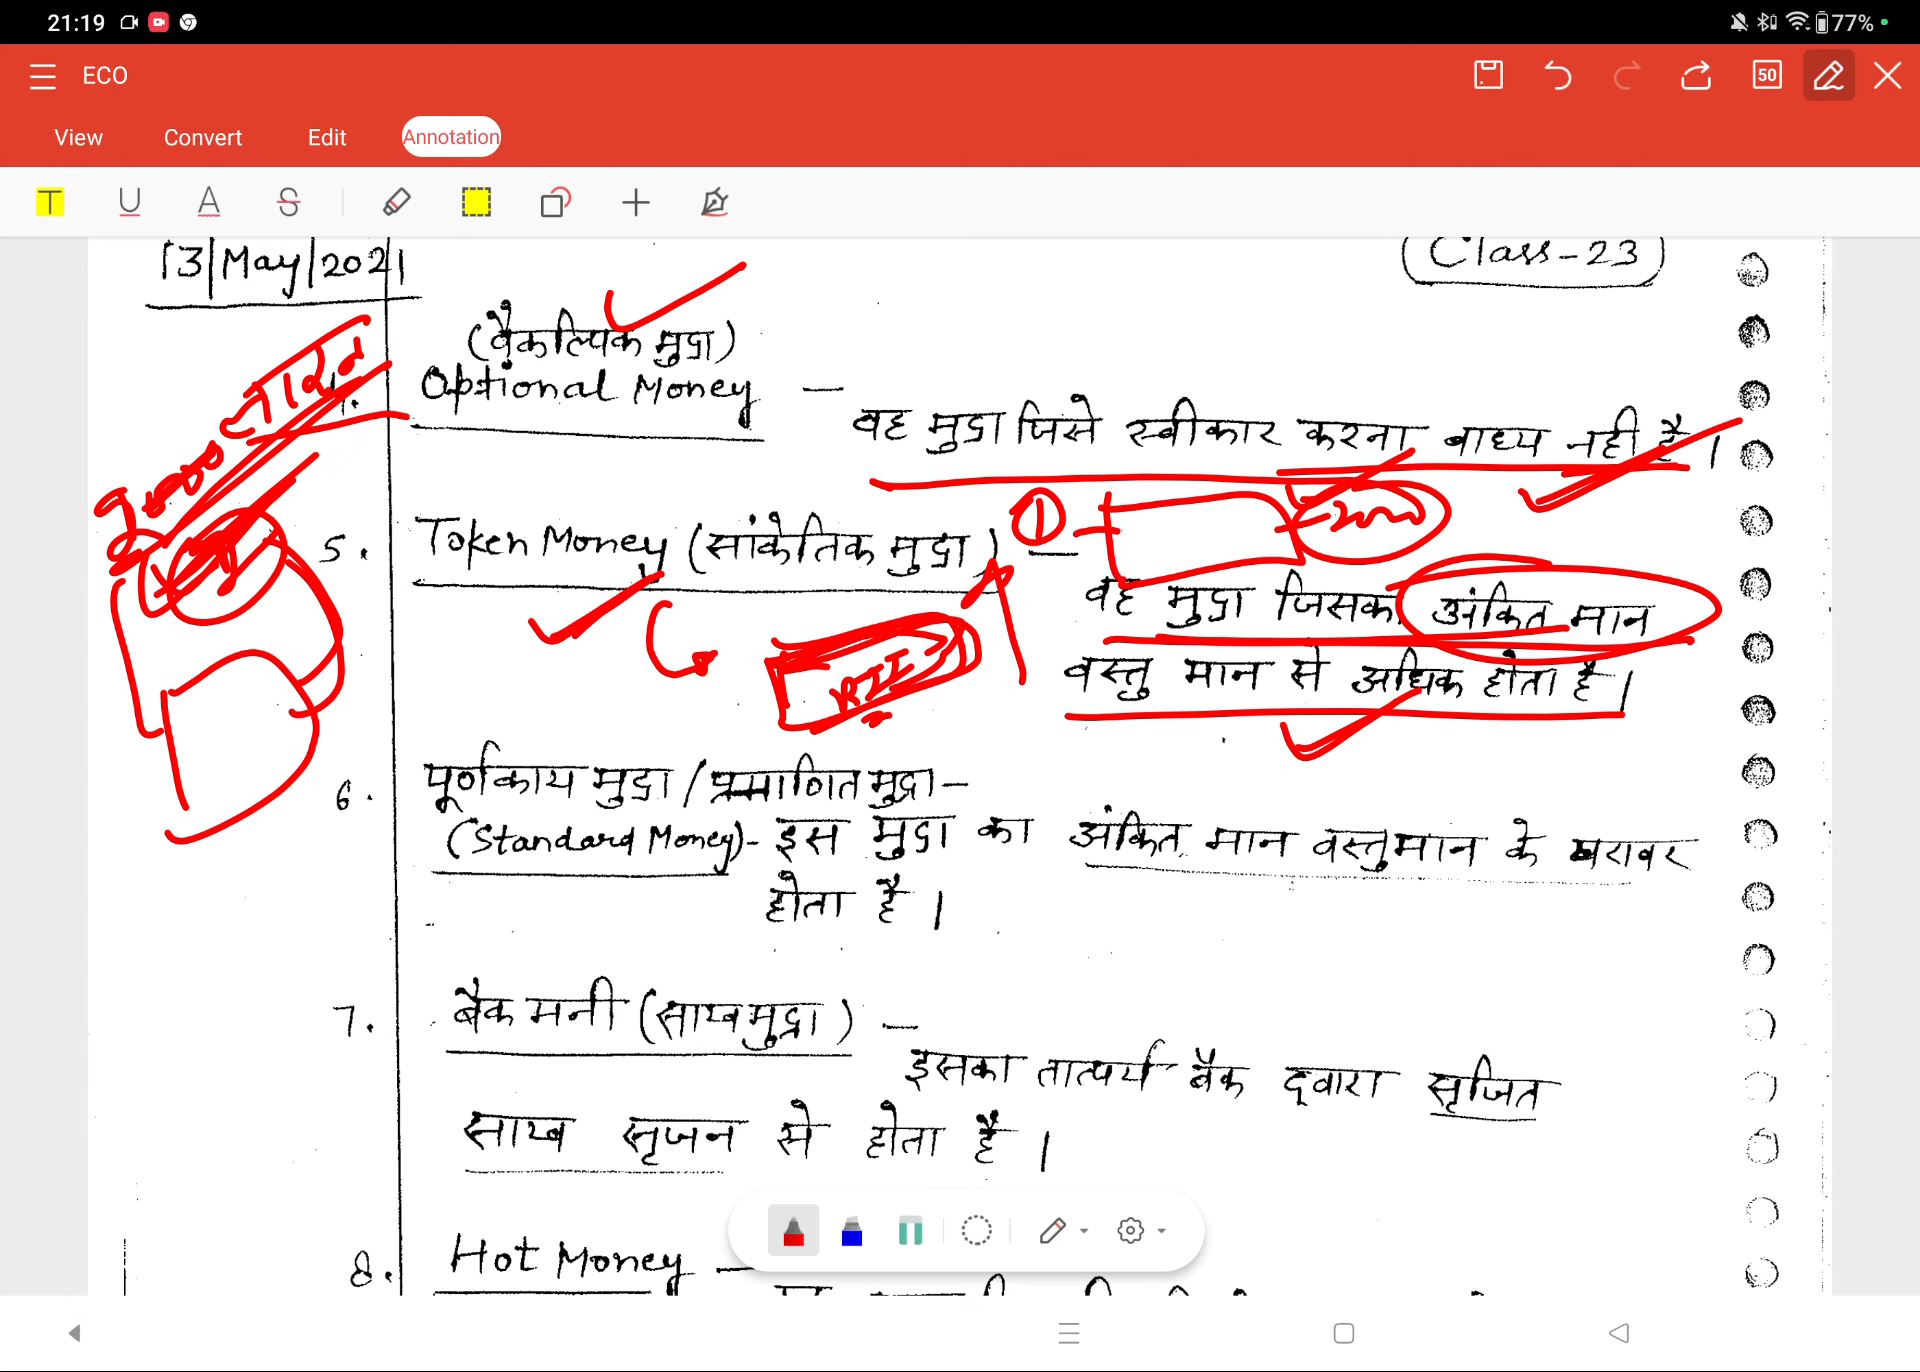 21:19
77%
ECO
50
View Convert Edit Annotation
13/May/2021
Class-23
(वैकल्पिक मुद्रा)
4. Optional Money — वह मुद्रा जिसे स्वीकार करना बाध्य नही है।
①
5. Token Money (सांकेतिक मुद्रा) —
वह मुद्रा जिसका अंकित मान
वस्तु मान से अधिक होता है।
6. पूर्णकाय मुद्रा / प्रमाणित मुद्रा –
(Standard Money) - इस मुद्रा का अंकित मान वस्तुमान के बराबर
होता है।
7. बैंक मनी (साख मुद्रा) —
इसका तात्पर्य बैंक द्वारा सृजित
साख सृजन से होता है।
8. Hot Money —